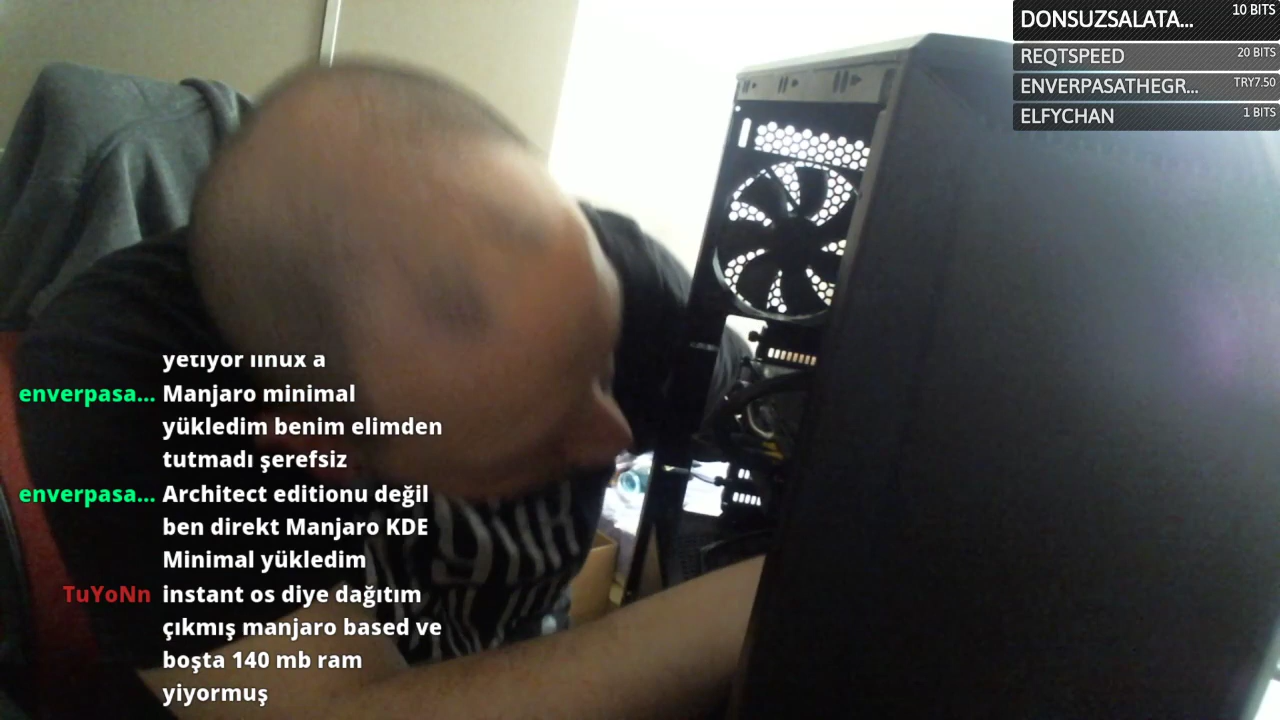 DONSUZSALATA... 10 BITS
REQTSPEED 20 BITS
ENVERPASATHEGR... TRY7.50
ELFYCHAN 1 BITS
yetiyor linux a
enverpasa... Manjaro minimal
yükledim benim elimden
tutmadı şerefsiz
enverpasa... Architect editionu değil
ben direkt Manjaro KDE
Minimal yükledim
TuYoNn instant os diye dağıtım
çıkmış manjaro based ve
boşta 140 mb ram
yiyormuş